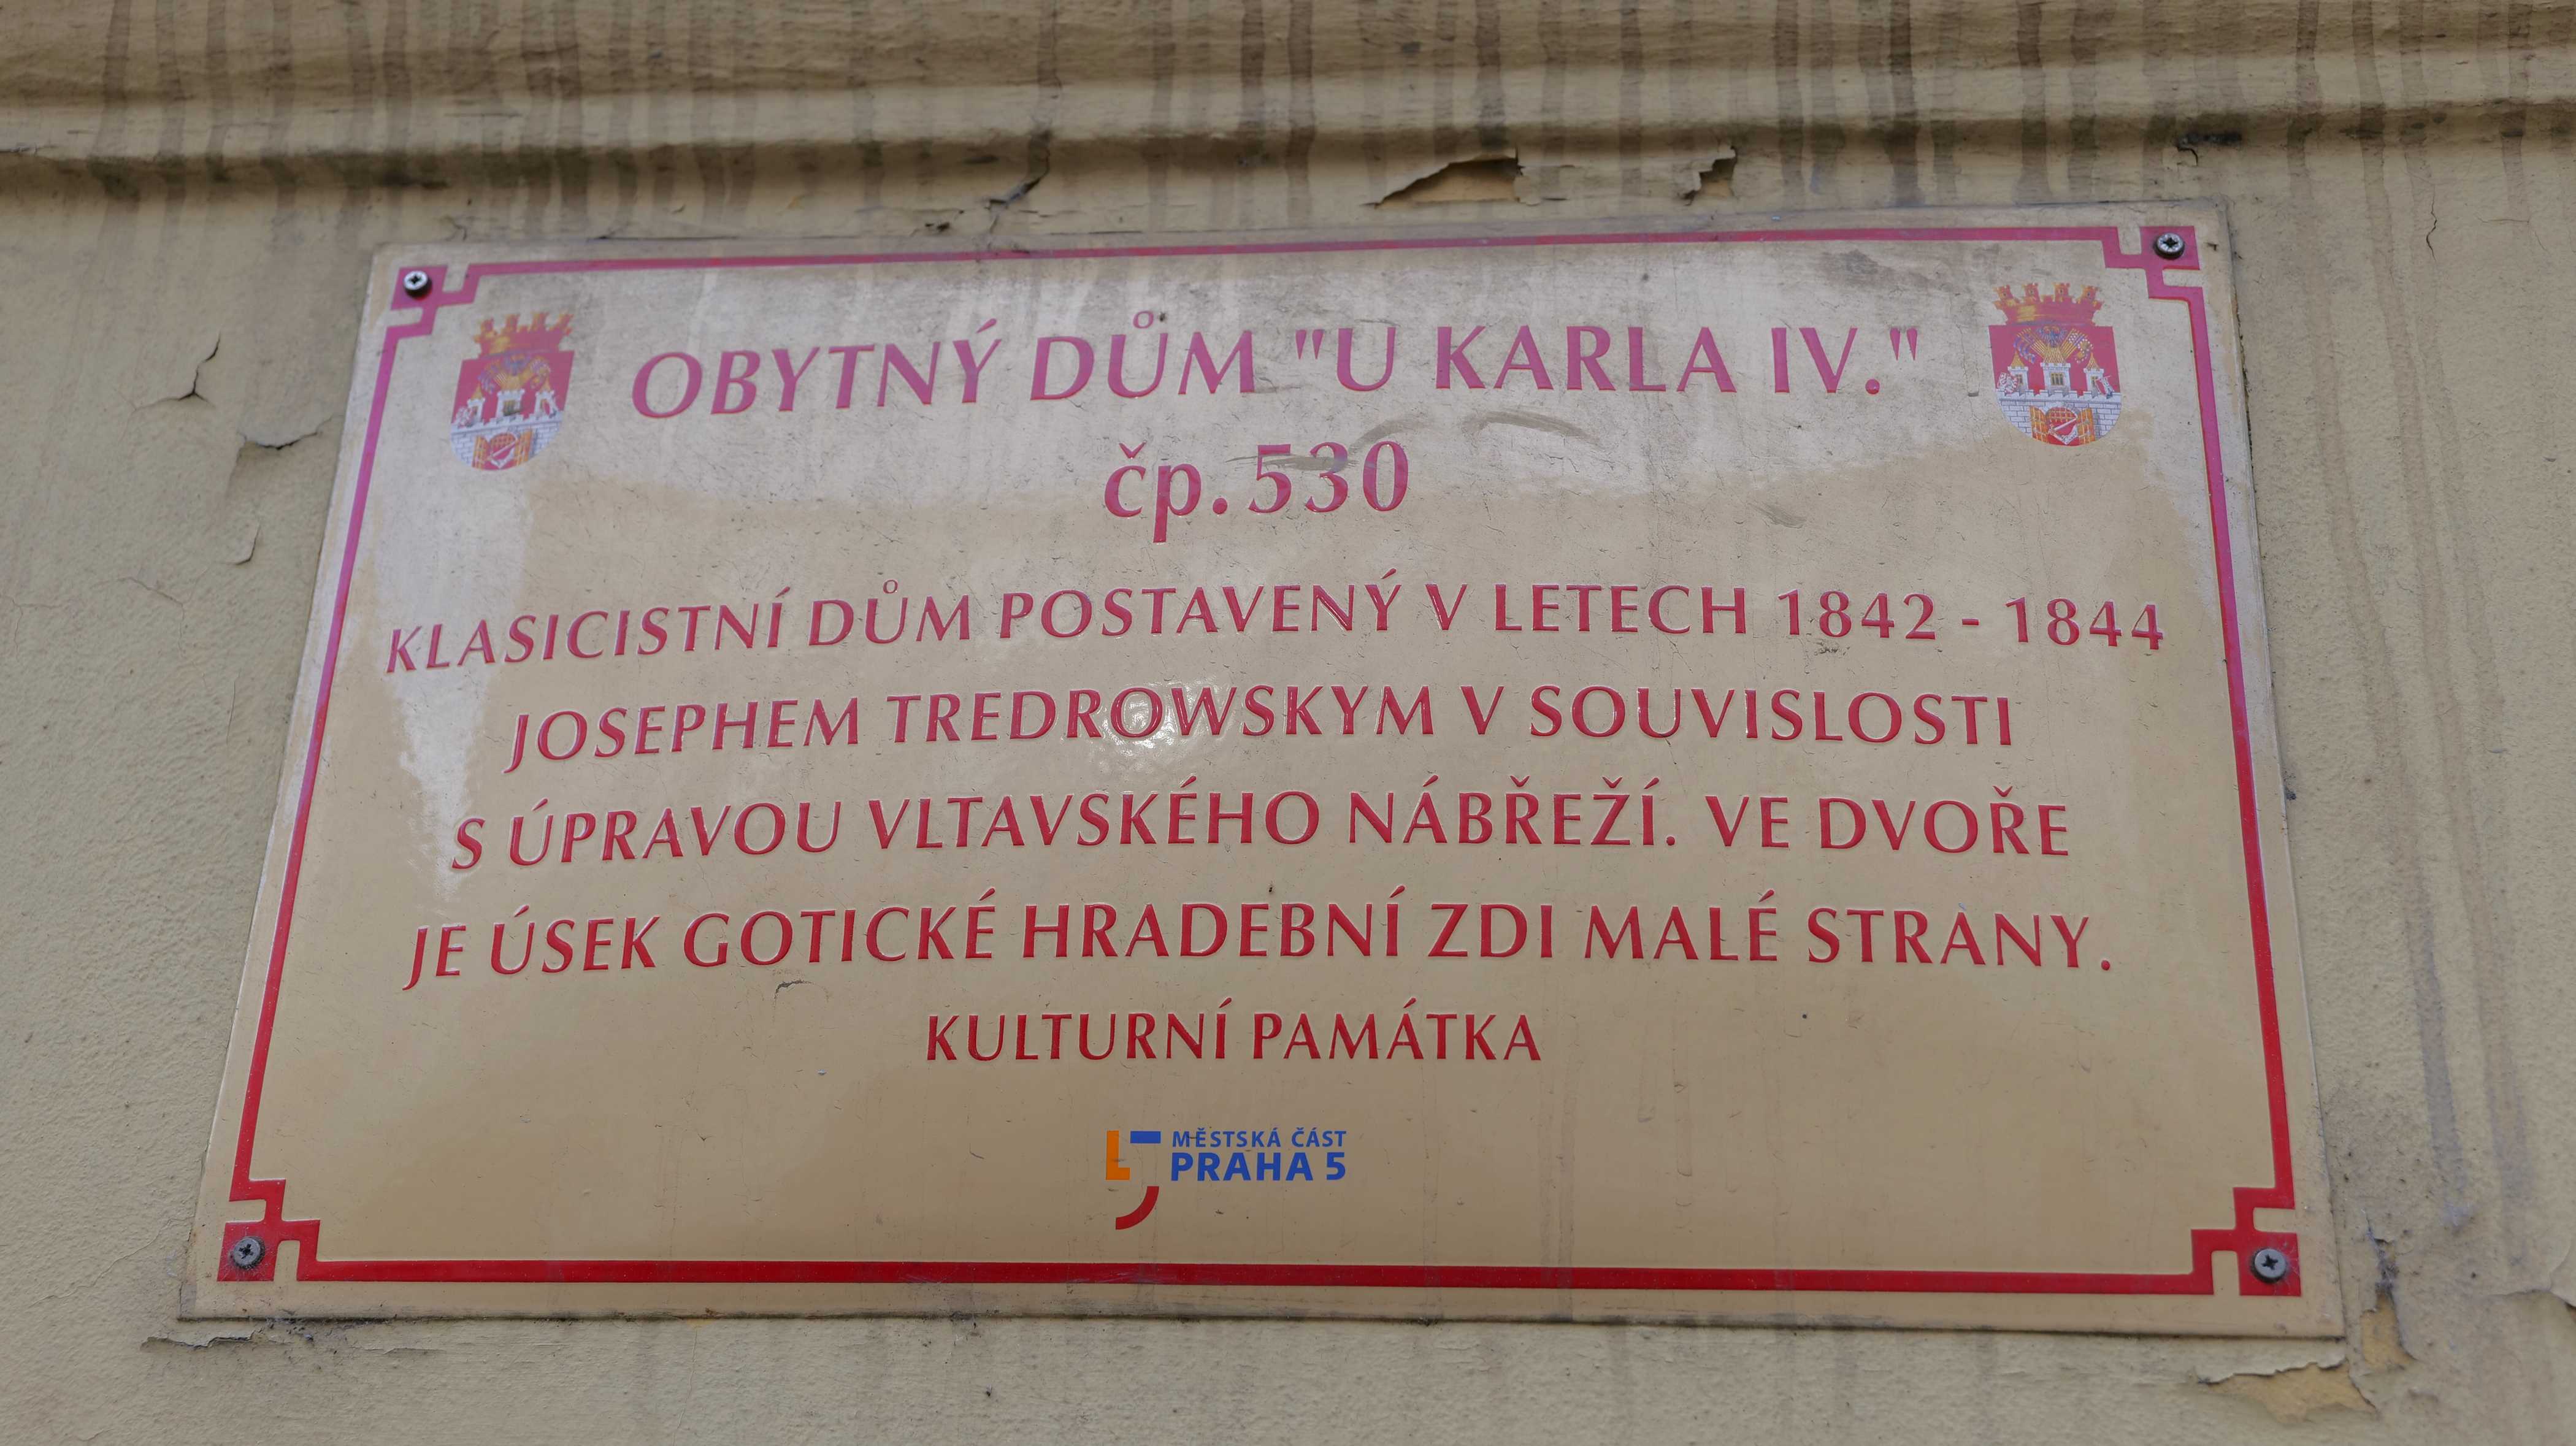 OBYTNÝ DŮM "U KARLA IV."
čp.530
KLASICISTNÍ DŮM POSTAVENÝ V LETECH 1842 - 1844
JOSEPHEM TREDROWSKYM V SOUVISLOSTI
S ÚPRAVOU VLTAVSKÉHO NÁBŘEŽÍ. VE DVOŘE
JE ÚSEK GOTICKÉ HRADEBNÍ ZDI MALÉ STRANY.
KULTURNÍ PAMÁTKA
MĚSTSKÁ ČÁST
PRAHA 5